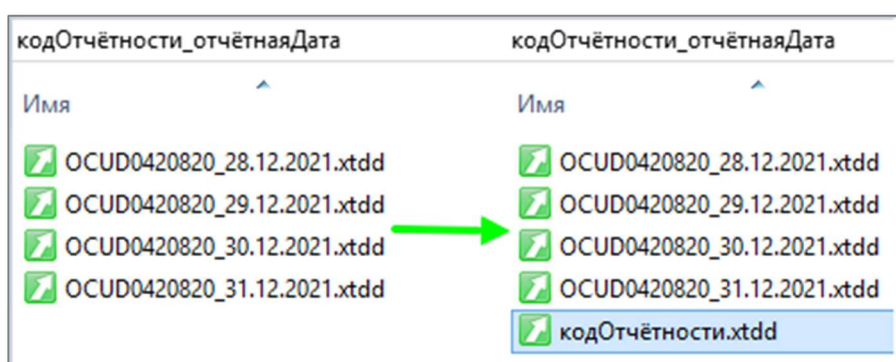 кодОтчётности_отчётнаяДата
Имя
OCUD0420820_28.12.2021.xtdd
OCUD0420820_29.12.2021.xtdd
OCUD0420820_30.12.2021.xtdd
OCUD0420820_31.12.2021.xtdd
кодОтчётности_отчётнаяДата
Имя
OCUD0420820_28.12.2021.xtdd
OCUD0420820_29.12.2021.xtdd
OCUD0420820_30.12.2021.xtdd
OCUD0420820_31.12.2021.xtdd
кодОтчётности.xtdd